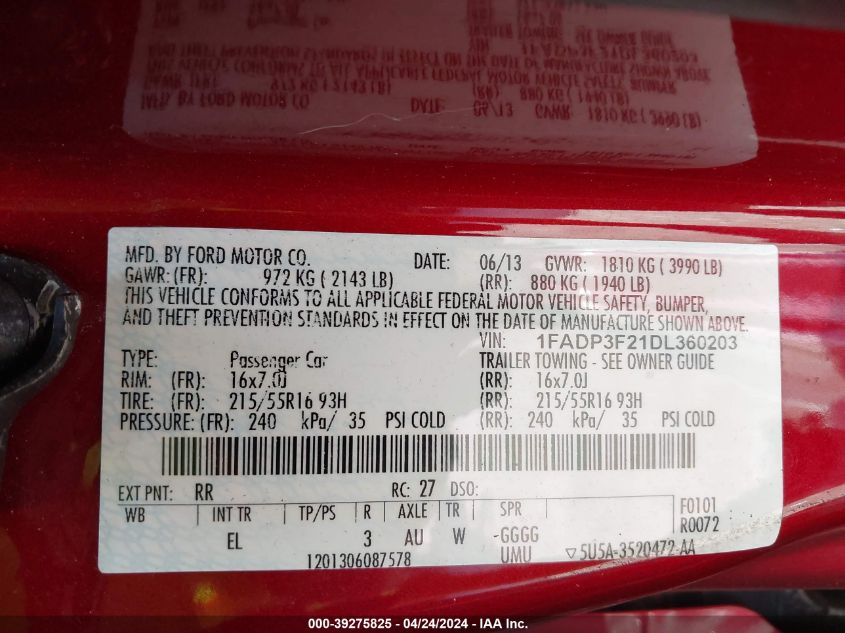 MFD. BY FORD MOTOR CO. DATE: 06/13 GVWR: 1810 KG ( 3990 LB)
GAWR: (FR): 972 KG ( 2143 LB) (RR): 880 KG ( 1940 LB)
THIS VEHICLE CONFORMS TO ALL APPLICABLE FEDERAL MOTOR VEHICLE SAFETY, BUMPER,
AND THEFT PREVENTION STANDARDS IN EFFECT ON THE DATE OF MANUFACTURE SHOWN ABOVE.
VIN: 1FADP3F21DL360203
TYPE: Passenger Car TRAILER TOWING - SEE OWNER GUIDE
RIM: (FR): 16x7.0J (RR): 16x7.0J
TIRE: (FR): 215/55R16 93H (RR): 215/55R16 93H
PRESSURE: (FR): 240 kPa/ 35 PSI COLD (RR): 240 kPa/ 35 PSI COLD
EXT PNT: RR RC: 27 DSO:
WB INT TR TP/PS R AXLE TR SPR F0101
R0072
EL 3 AU W -GGGG
UMU ▽5U5A-3520472-AA
1201306087578
000-39275825 - 04/24/2024 - IAA Inc.